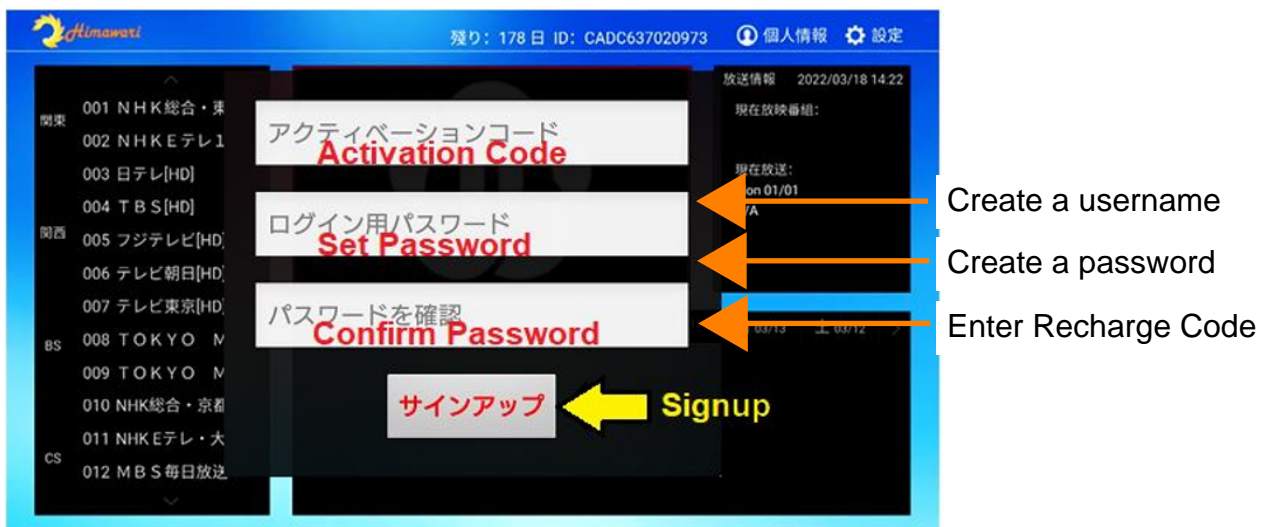 Himawari
残り: 178 日 ID: CADC637020973
個人情報
設定
関東
関西
BS
CS
001 ＮＨＫ総合・東
002 ＮＨＫＥテレ1
003 日テレ[HD]
004 ＴＢＳ[HD]
005 フジテレビ[HD]
006 テレビ朝日[HD
007 テレビ東京[HD
008 ＴＯＫＹＯ　Ｍ
009 ＴＯＫＹＯ　Ｍ
010 NHK総合・京都
011 NHK Eテレ・大
012 ＭＢＳ毎日放送
アクティベーションコード
Activation Code
ログイン用パスワード
Set Password
パスワードを確認
Confirm Password
サインアップ
Signup
放送情報 2022/03/18 14:22
現在放映番組:
現在放送:
on 01/01
/A
03/13 土 03/12
Create a username
Create a password
Enter Recharge Code